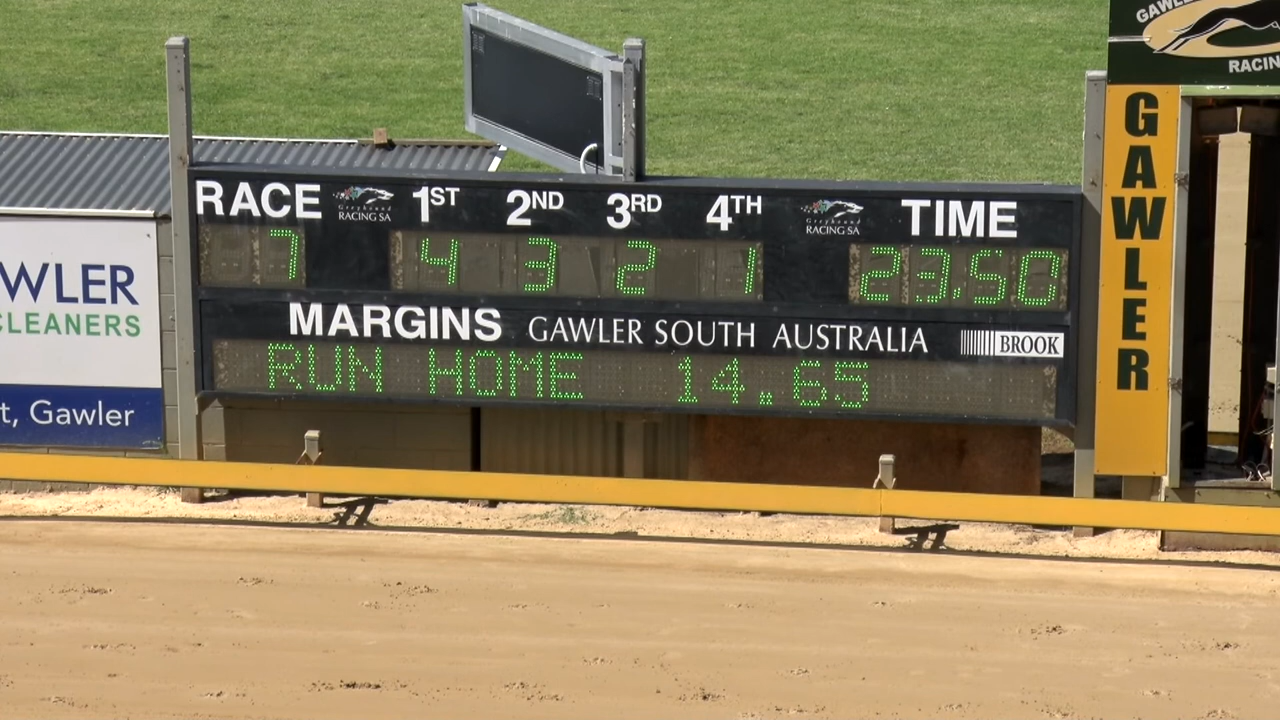 GAWLER
RACIN
GAWLER
RACE
Greyhound
RACING SA
1ST 2ND 3RD 4TH
Greyhound
RACING SA
TIME
7 4 3 2 1 23.50
MARGINS GAWLER SOUTH AUSTRALIA BROOK
RUN HOME 14.65
WLER
CLEANERS
t, Gawler